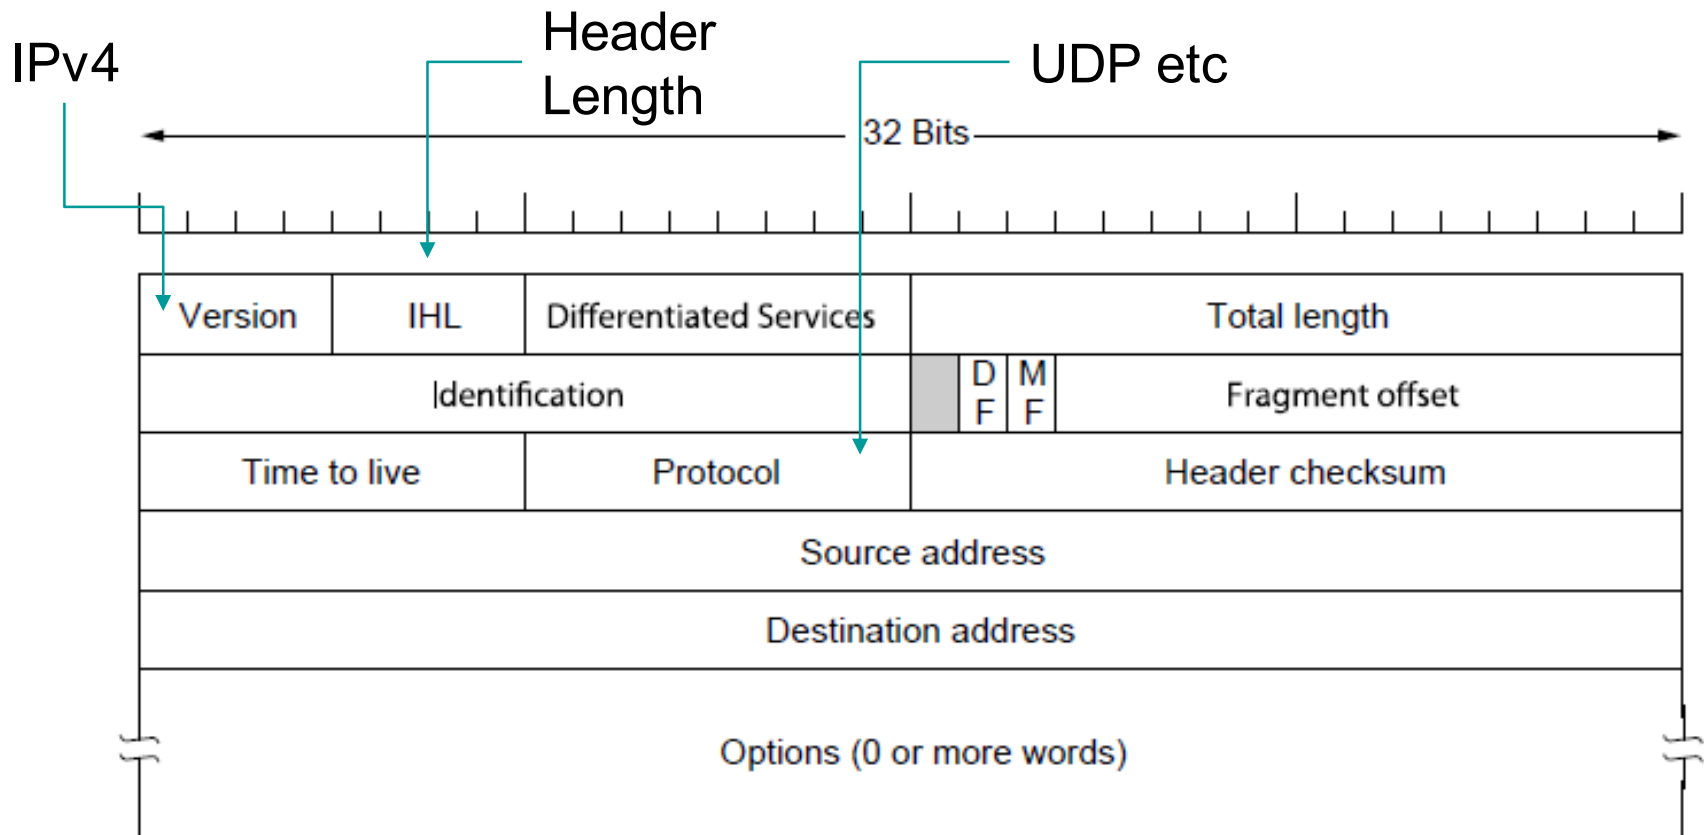 IPv4
Header
Length
UDP etc
32 Bits
Version IHL Differentiated Services Total length
Identification D F M F Fragment offset
Time to live Protocol Header checksum
Source address
Destination address
Options (0 or more words)